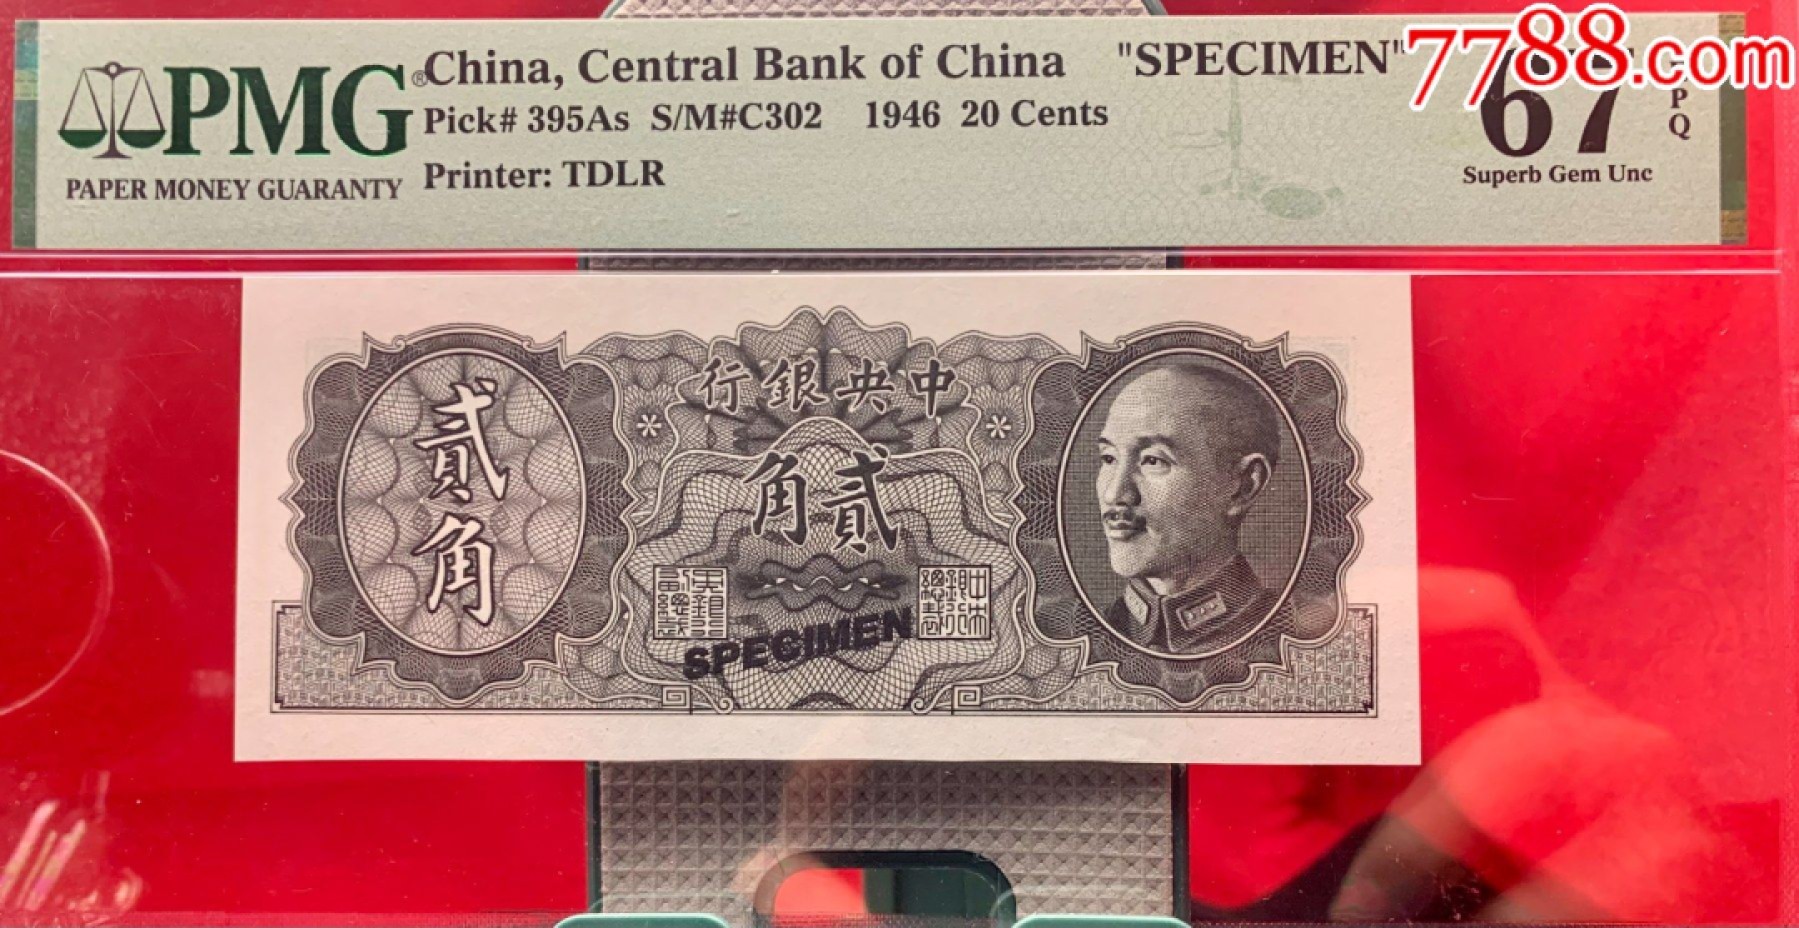 7788.com
China, Central Bank of China "SPECIMEN"
PMG®
Pick# 395As S/M#C302 1946 20 Cents
67
P
Q
Printer: TDLR
PAPER MONEY GUARANTY
Superb Gem Unc
行銀央中
角貳
貳角
SPECIMEN